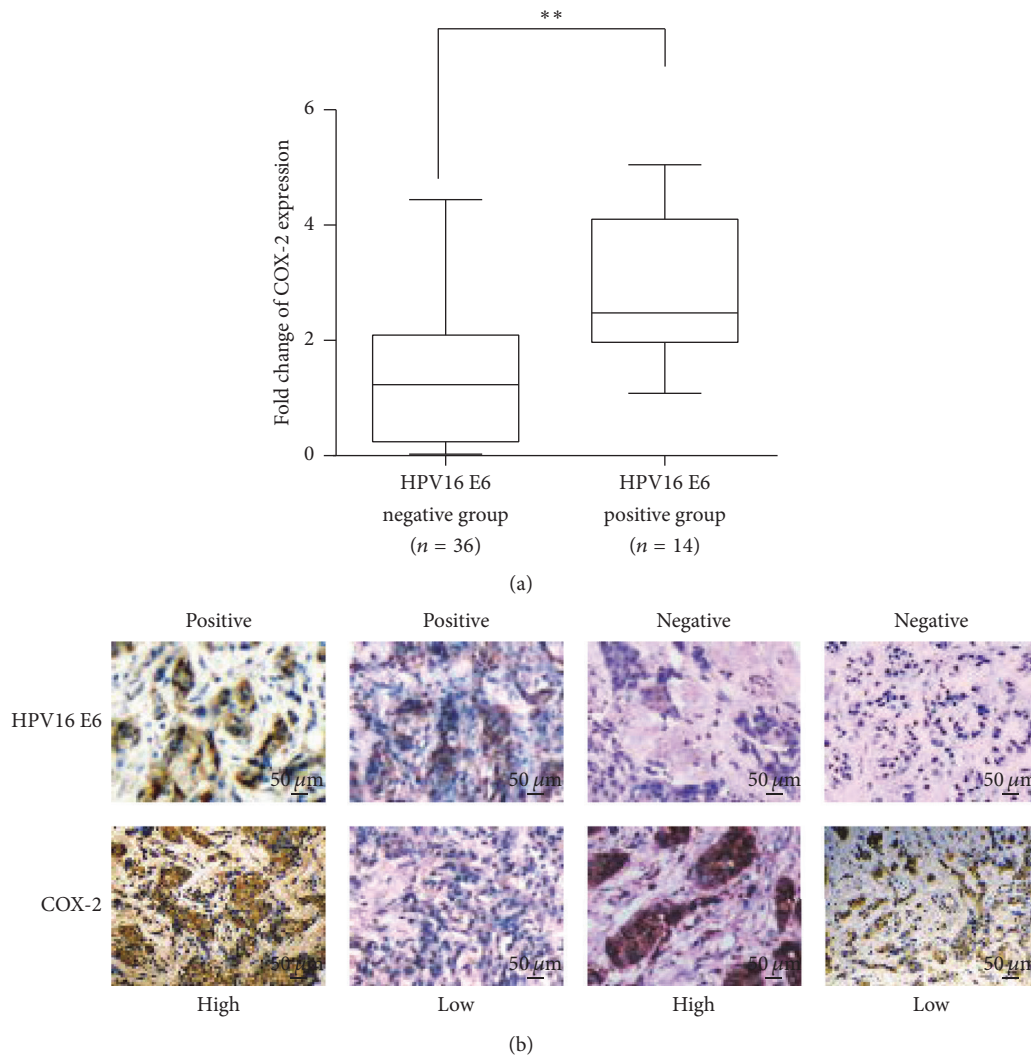 **
Fold change of COX-2 expression
6
4
2
0
HPV16 E6
negative group
(n = 36)
HPV16 E6
positive group
(n = 14)
(a)
Positive
Positive
Negative
Negative
HPV16 E6
50 μm
50 μm
50 μm
50 μm
COX-2
50 μm
50 μm
50 μm
50 μm
High
Low
High
Low
(b)